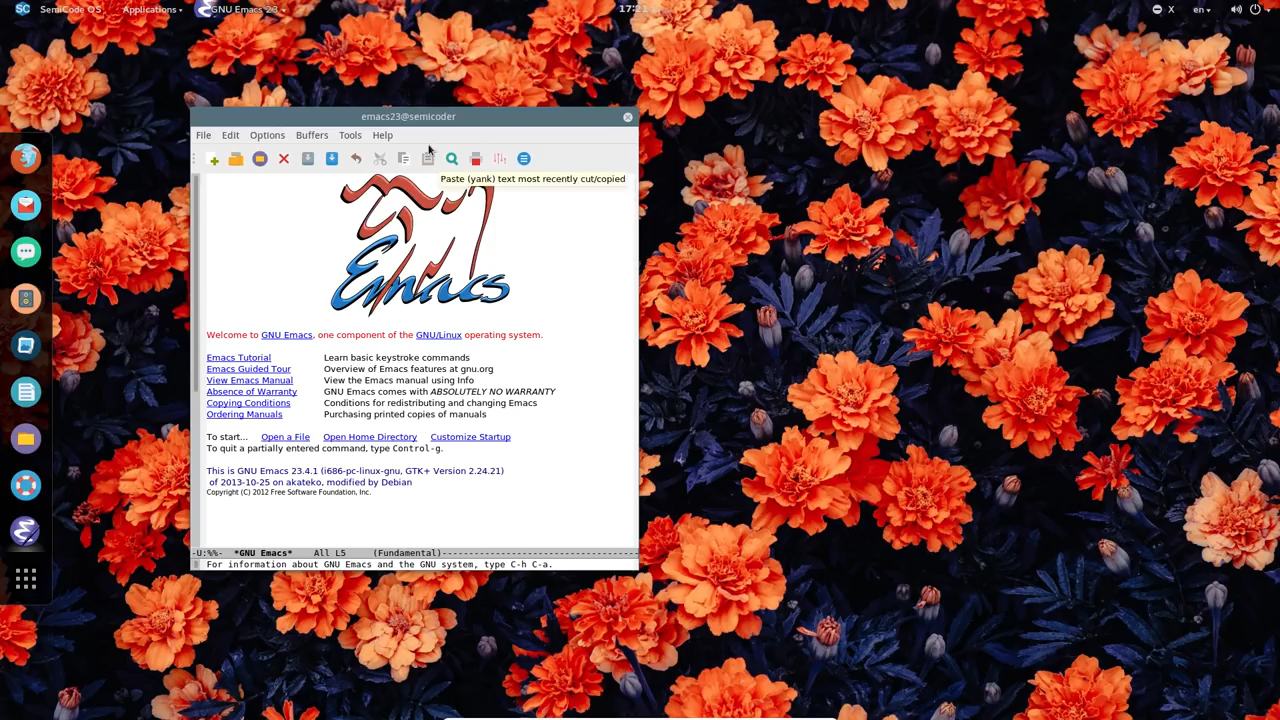 SemiCode OS Applications GNU Emacs 23 17:21 X en
emacs23@semicoder
File Edit Options Buffers Tools Help
Paste (yank) text most recently cut/copied
Emacs
Welcome to GNU Emacs, one component of the GNU/Linux operating system.
Emacs Tutorial Learn basic keystroke commands
Emacs Guided Tour Overview of Emacs features at gnu.org
View Emacs Manual View the Emacs manual using Info
Absence of Warranty GNU Emacs comes with ABSOLUTELY NO WARRANTY
Copying Conditions Conditions for redistributing and changing Emacs
Ordering Manuals Purchasing printed copies of manuals
To start... Open a File Open Home Directory Customize Startup
To quit a partially entered command, type Control-g.
This is GNU Emacs 23.4.1 (i686-pc-linux-gnu, GTK+ Version 2.24.21)
of 2013-10-25 on akateko, modified by Debian
Copyright (C) 2012 Free Software Foundation, Inc.
-U:%%- *GNU Emacs* All L5 (Fundamental)-----------------------------------
For information about GNU Emacs and the GNU system, type C-h C-a.